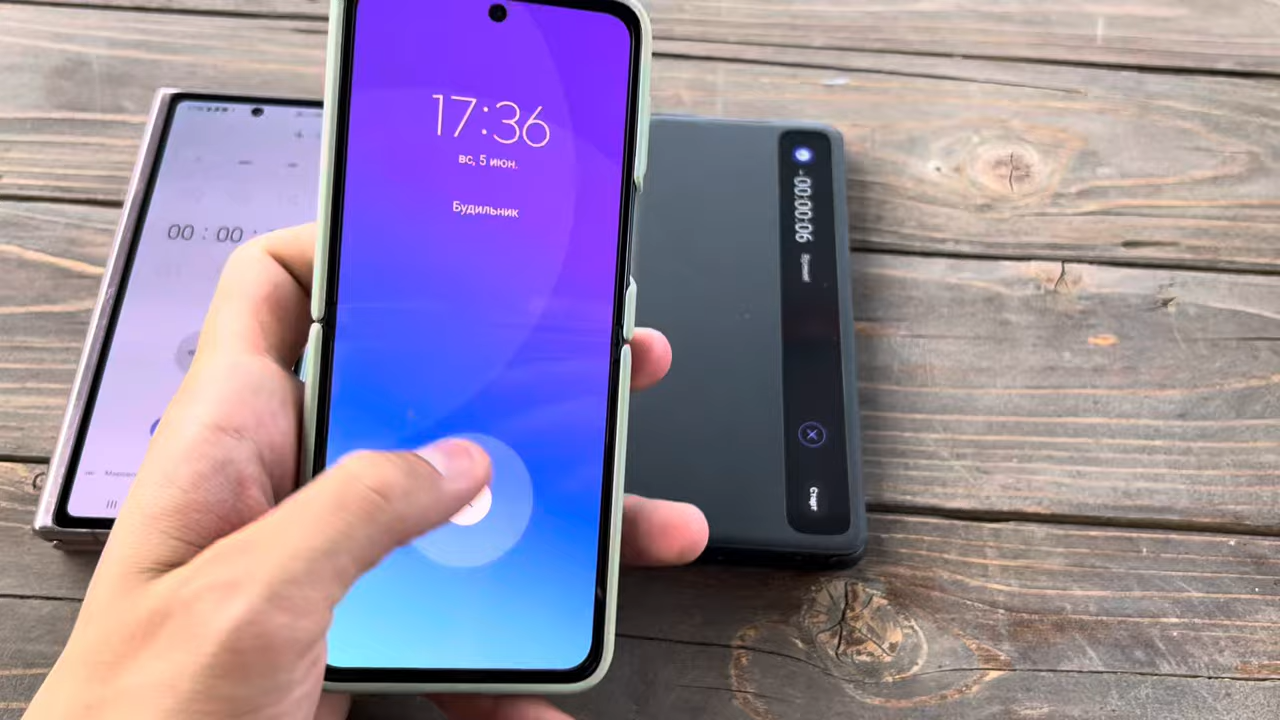 17:36
вс, 5 июн.
Будильник
00 : 00 :
-00:00:06
Старт